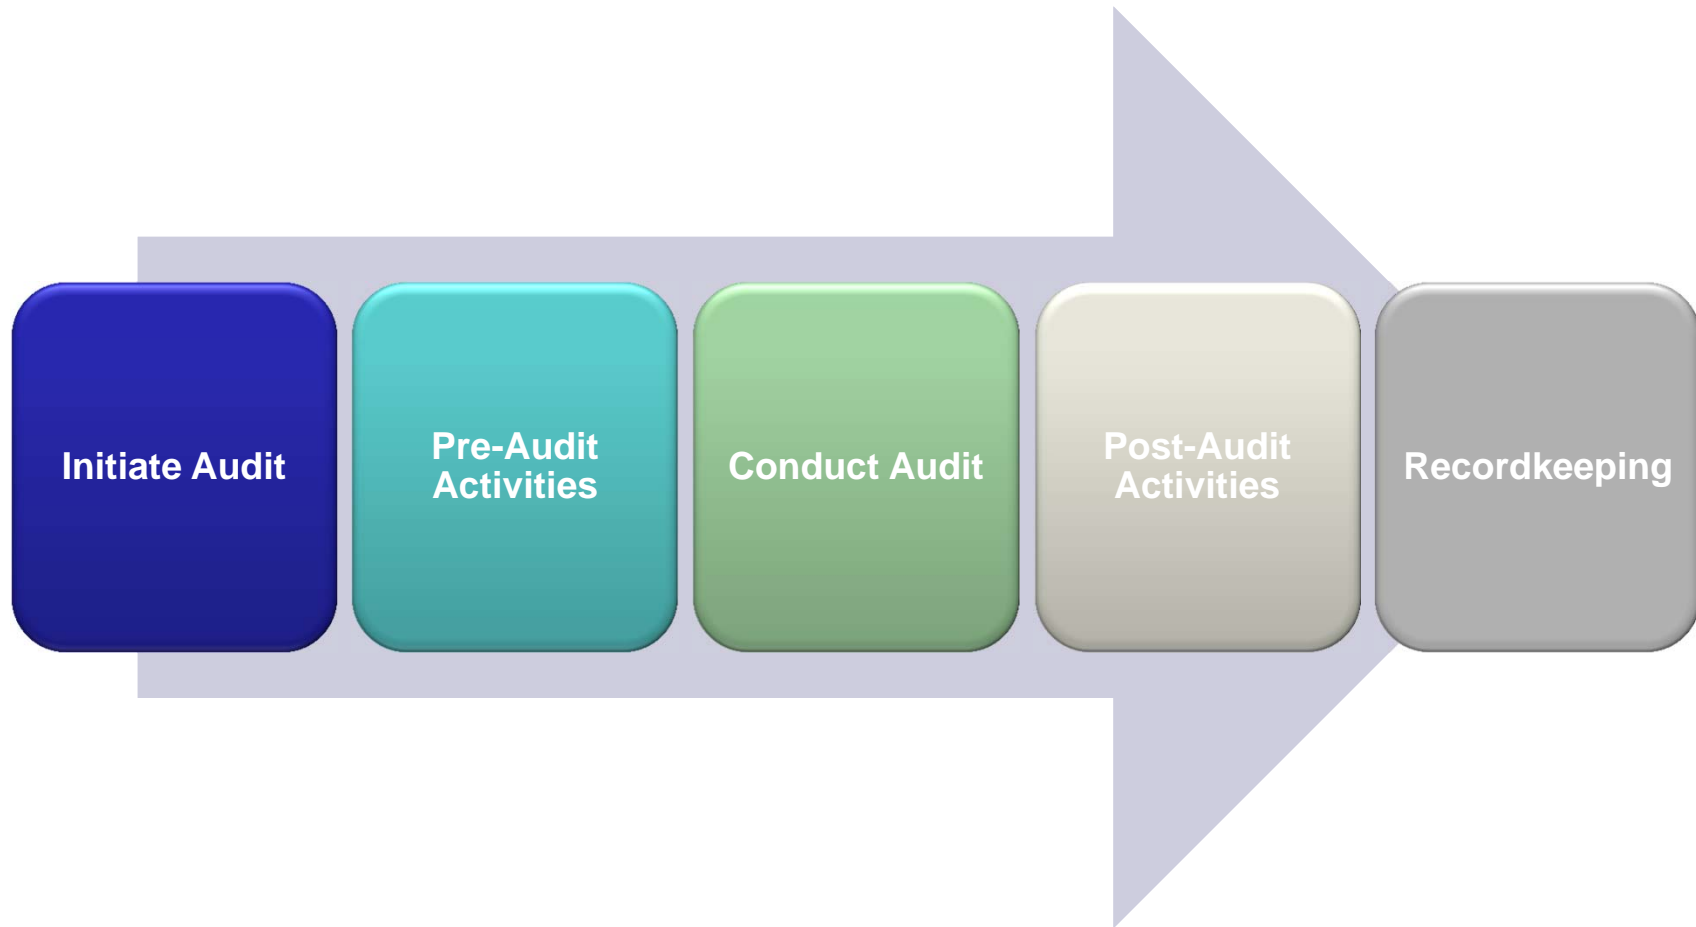 Initiate Audit
Pre-Audit
Activities
Conduct Audit
Post-Audit
Activities
Recordkeeping